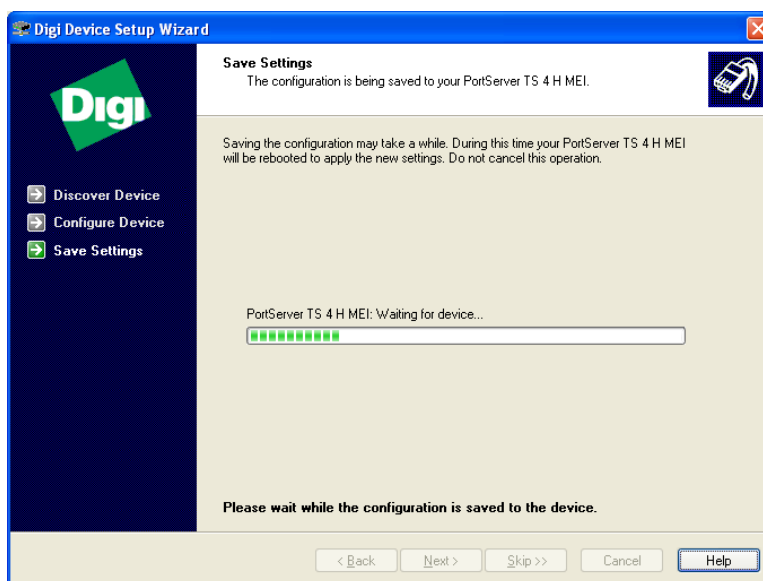 Digi Device Setup Wizard
Digi
Discover Device
Configure Device
Save Settings
Save Settings
The configuration is being saved to your PortServer TS 4 H MEI.
Saving the configuration may take a while. During this time your PortServer TS 4 H MEI
will be rebooted to apply the new settings. Do not cancel this operation.
PortServer TS 4 H MEI: Waiting for device...
Please wait while the configuration is saved to the device.
< Back Next > Skip >> Cancel Help